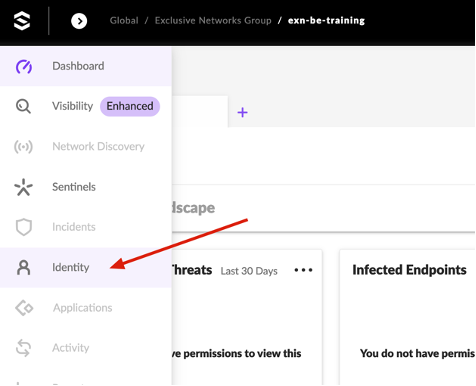 Global / Exclusive Networks Group / exn-be-training
Dashboard
Visibility Enhanced
Network Discovery
Sentinels
Incidents
dscape
Identity
Threats Last 30 Days
Infected Endpoints
Applications
Activity
ve permissions to view this
You do not have permis